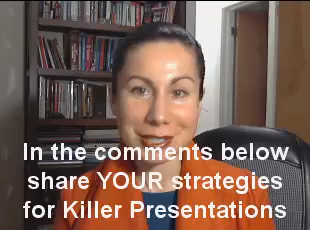 In the comments below
share YOUR strategies
for Killer Presentations